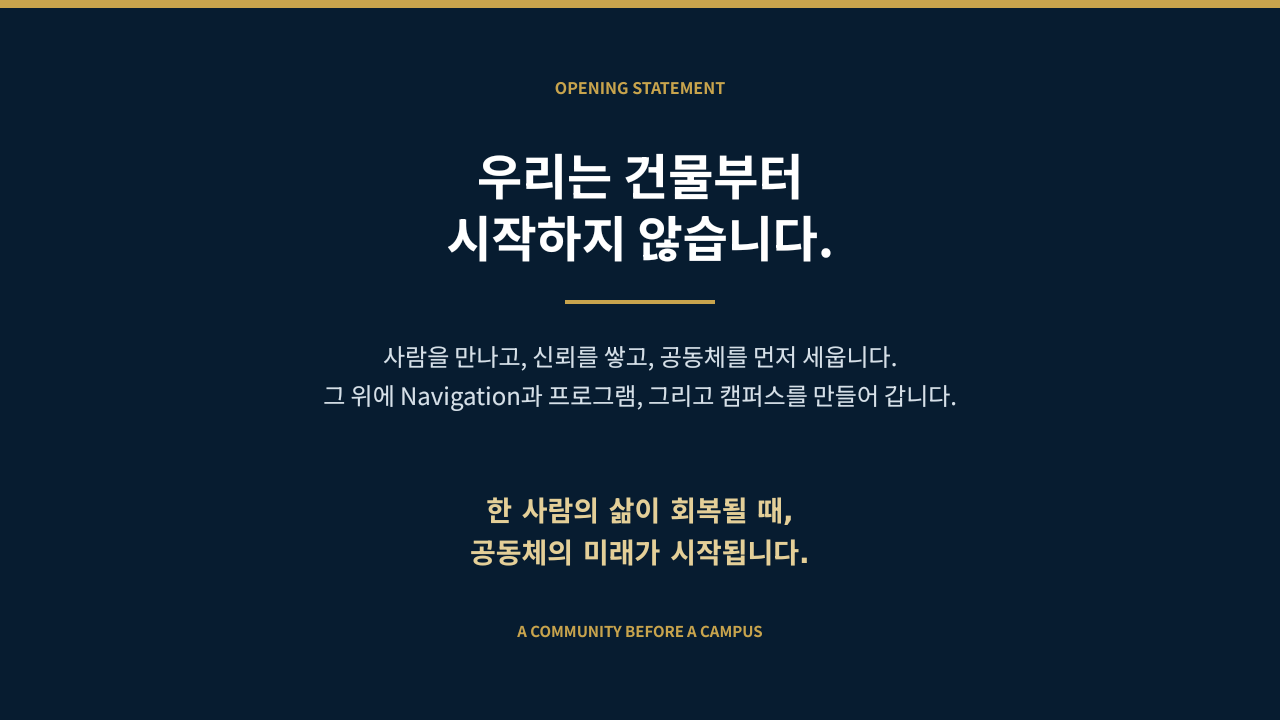 OPENING STATEMENT
우리는 건물부터
시작하지 않습니다.
사람을 만나고, 신뢰를 쌓고, 공동체를 먼저 세웁니다.
그 위에 Navigation과 프로그램, 그리고 캠퍼스를 만들어 갑니다.
한 사람의 삶이 회복될 때,
공동체의 미래가 시작됩니다.
A COMMUNITY BEFORE A CAMPUS